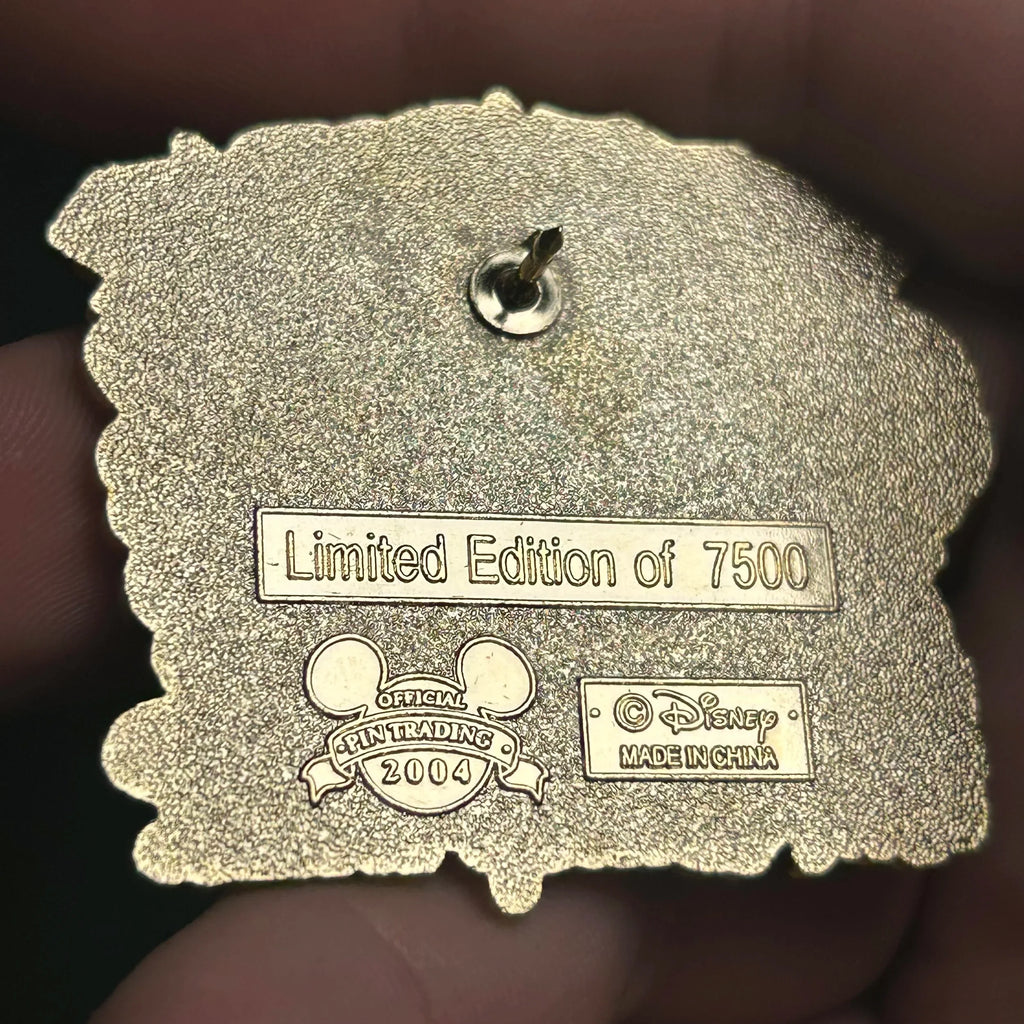 Limited Edition of 7500
OFFICIAL
·PIN TRADING·
2004
© Disney
MADE IN CHINA